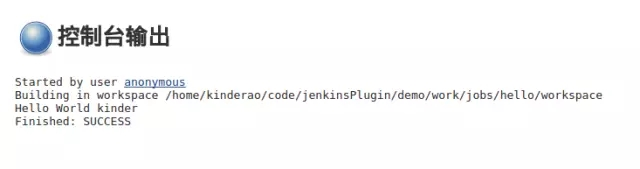 控制台输出
Started by user anonymous
Building in workspace /home/kinderao/code/jenkinsPlugin/demo/work/jobs/hello/workspace
Hello World kinder
Finished: SUCCESS